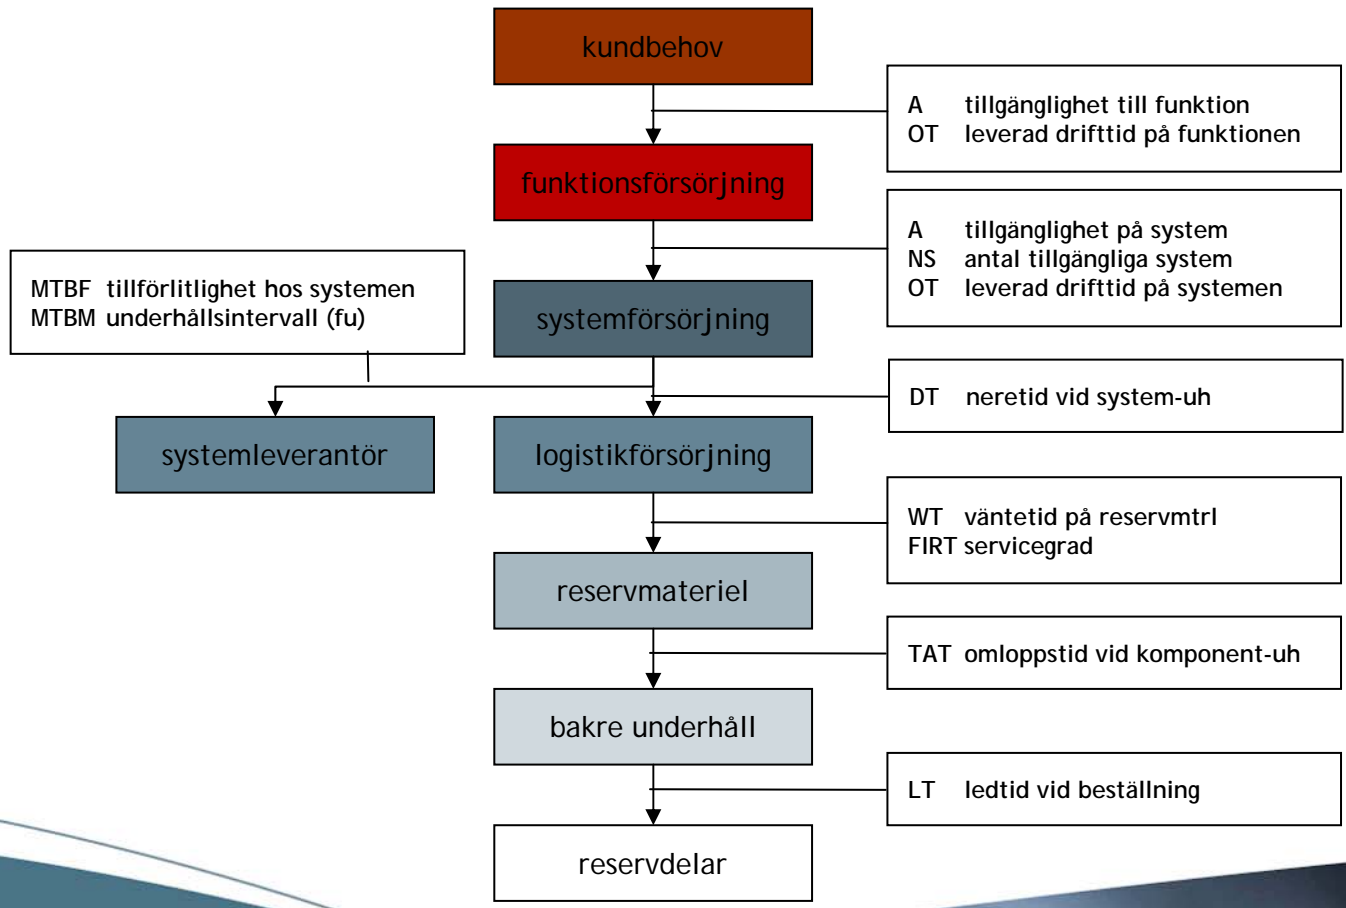 kundbehov
A tillgänglighet till funktion
OT leverad drifttid på funktionen
funktionsförsörjning
A tillgänglighet på system
NS antal tillgängliga system
OT leverad drifttid på systemen
MTBF tillförlitlighet hos systemen
MTBM underhållsintervall (fu)
systemförsörjning
DT neretid vid system-uh
systemleverantör
logistikförsörjning
WT väntetid på reservmtrl
FIRT servicegrad
reservmateriel
TAT omloppstid vid komponent-uh
bakre underhåll
LT ledtid vid beställning
reservdelar